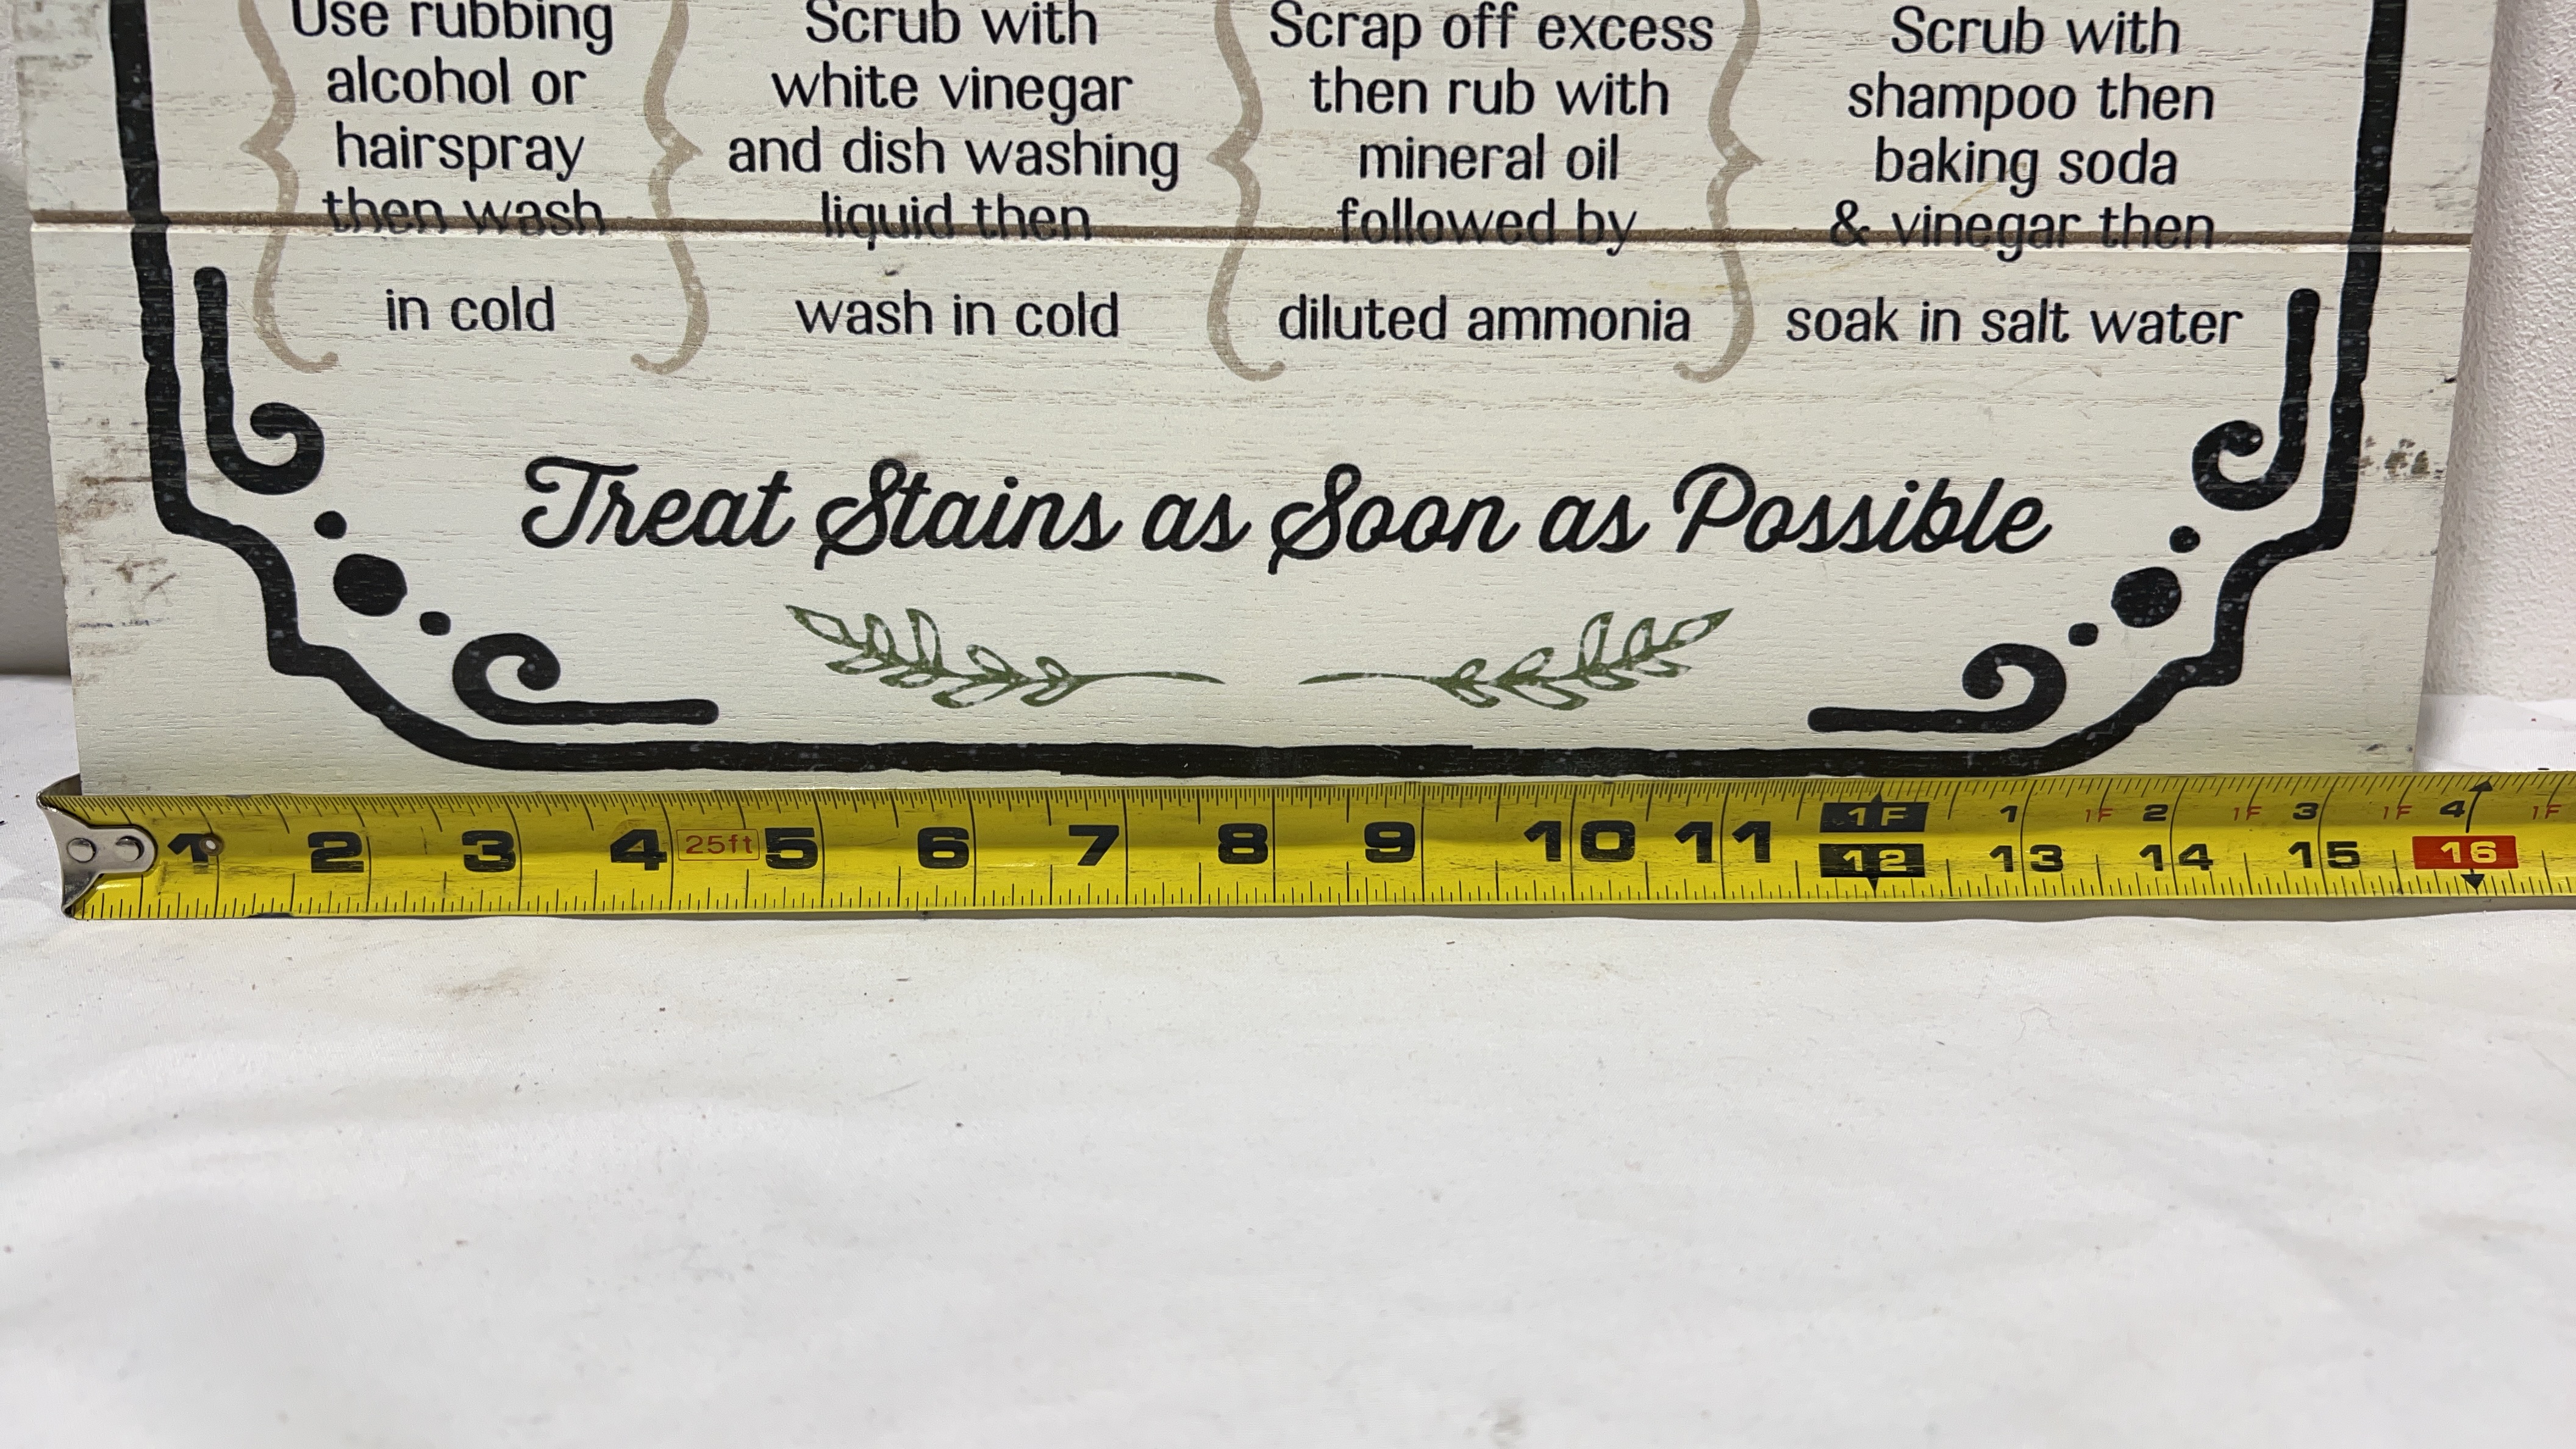 Use rubbing
alcohol or
hairspray
then wash
in cold
Scrub with
white vinegar
and dish washing
liquid then
wash in cold
Scrap off excess
then rub with
mineral oil
followed by
diluted ammonia
Scrub with
shampoo then
baking soda
& vinegar then
soak in salt water
Treat Stains as Soon as Possible
1F 1 1F 2 1F 3 1F 4 1F
1 2 3 4 25ft 5 6 7 8 9 10 11 12 13 14 15 16